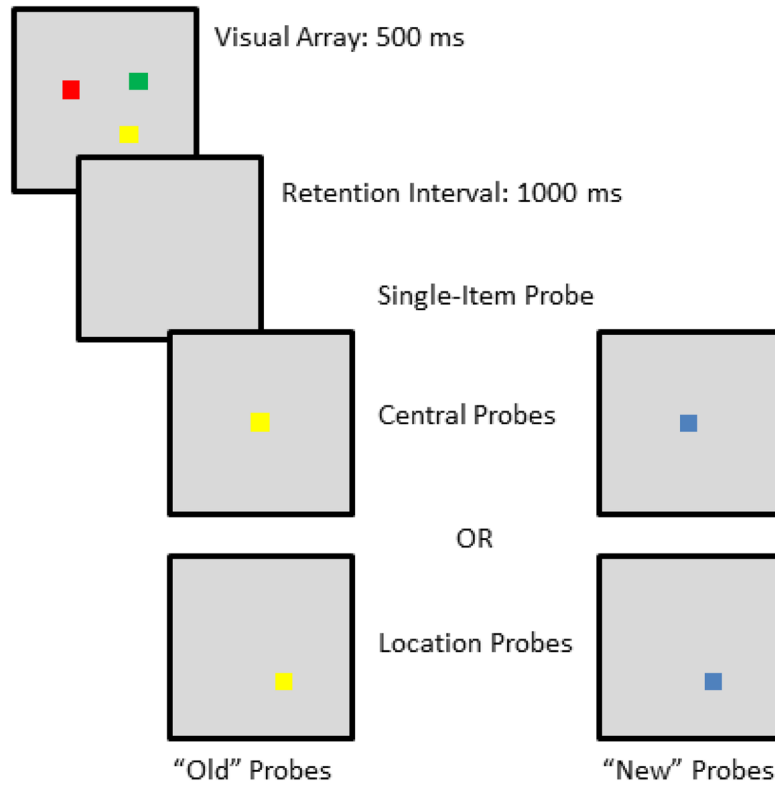 Visual Array: 500 ms
Retention Interval: 1000 ms
Single-Item Probe
Central Probes
OR
Location Probes
“Old” Probes
“New” Probes